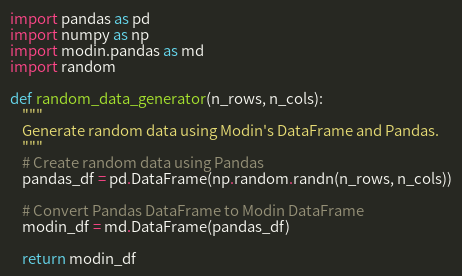 import pandas as pd
import numpy as np
import modin.pandas as md
import random

def random_data_generator(n_rows, n_cols):
    """
    Generate random data using Modin's DataFrame and Pandas.
    """
    # Create random data using Pandas
    pandas_df = pd.DataFrame(np.random.randn(n_rows, n_cols))

    # Convert Pandas DataFrame to Modin DataFrame
    modin_df = md.DataFrame(pandas_df)

    return modin_df